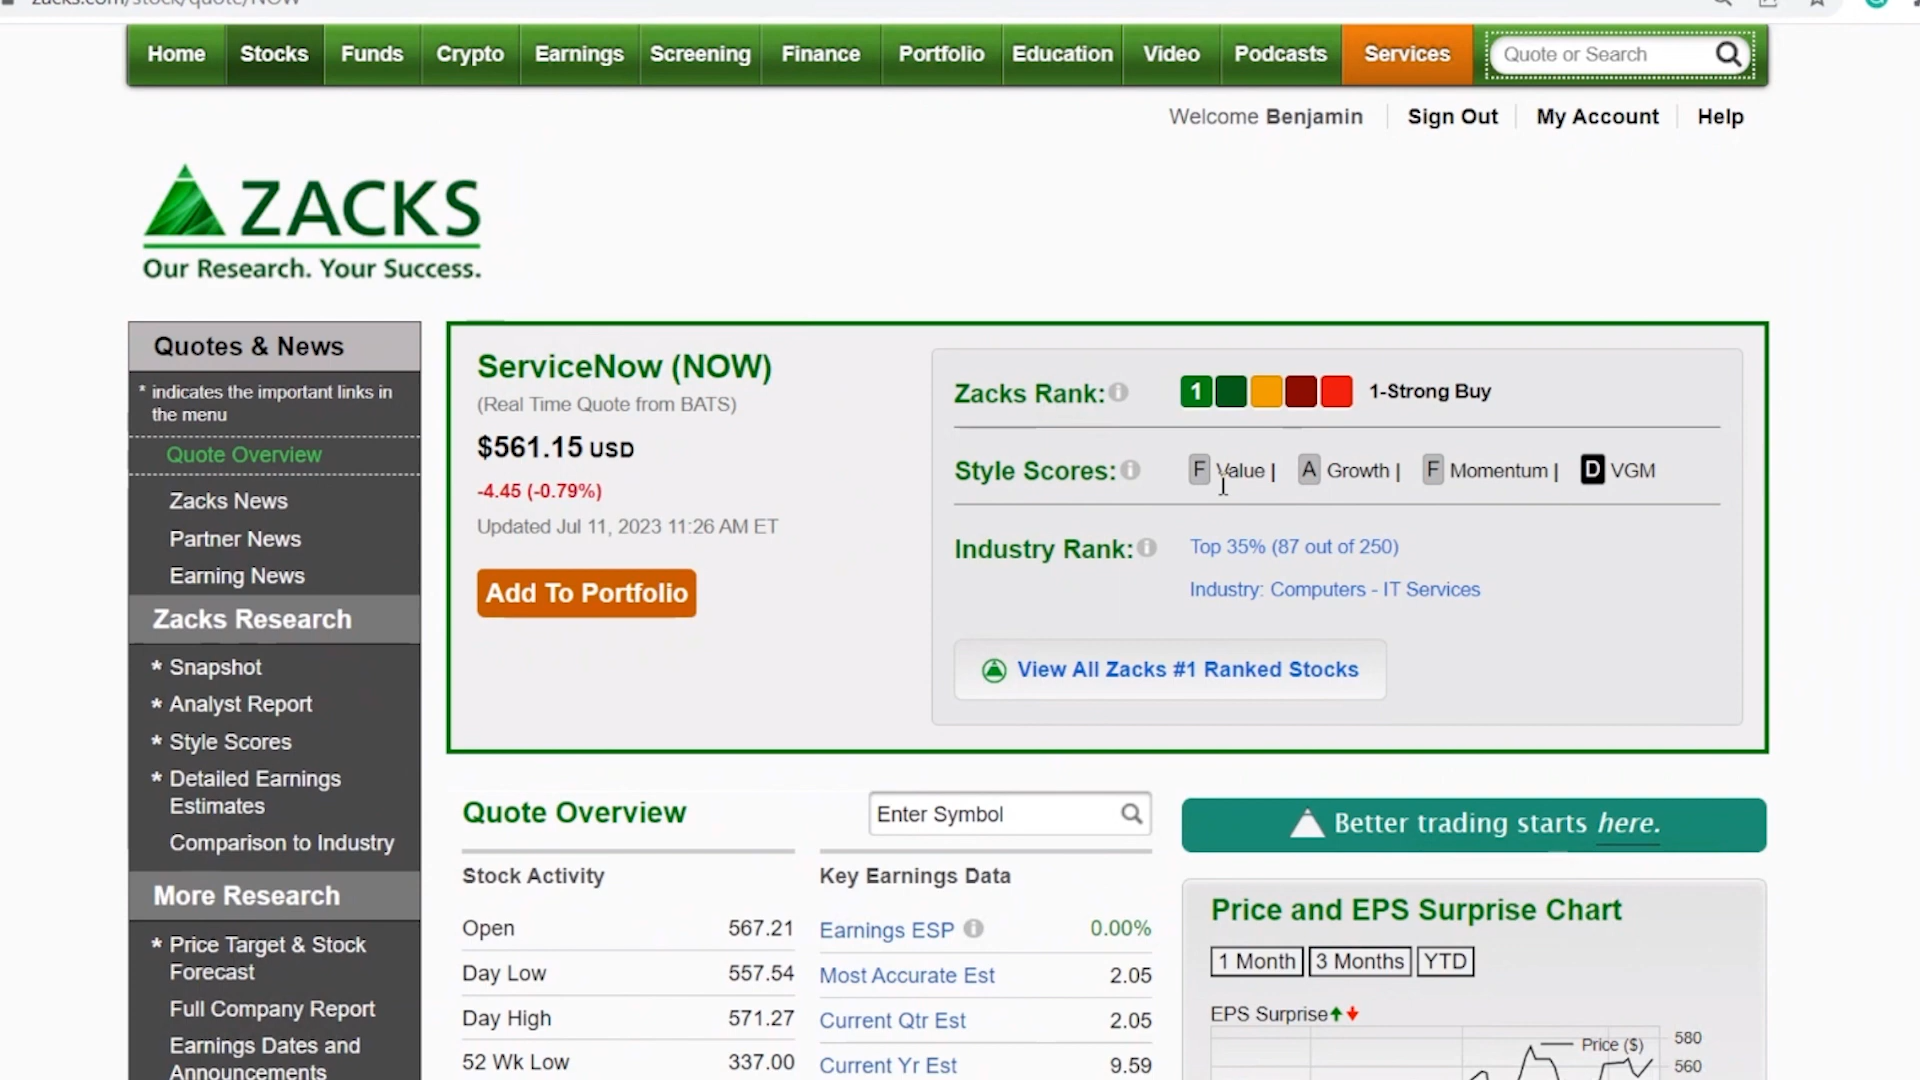 zacks.com/stock/quote/NOW
Home Stocks Funds Crypto Earnings Screening Finance Portfolio Education Video Podcasts Services Quote or Search
Welcome Benjamin Sign Out My Account Help
ZACKS
Our Research. Your Success.
Quotes & News
* indicates the important links in
the menu
Quote Overview
Zacks News
Partner News
Earning News
Zacks Research
* Snapshot
* Analyst Report
* Style Scores
* Detailed Earnings
Estimates
Comparison to Industry
More Research
* Price Target & Stock
Forecast
Full Company Report
Earnings Dates and
Announcements
ServiceNow (NOW)
(Real Time Quote from BATS)
$561.15 USD
-4.45 (-0.79%)
Updated Jul 11, 2023 11:26 AM ET
Add To Portfolio
Zacks Rank: 1 1-Strong Buy
Style Scores: F Value | A Growth | F Momentum | D VGM
Industry Rank: Top 35% (87 out of 250)
Industry: Computers - IT Services
View All Zacks #1 Ranked Stocks
Quote Overview
Enter Symbol
Stock Activity
Open 567.21
Day Low 557.54
Day High 571.27
52 Wk Low 337.00
Key Earnings Data
Earnings ESP 0.00%
Most Accurate Est 2.05
Current Qtr Est 2.05
Current Yr Est 9.59
Better trading starts here.
Price and EPS Surprise Chart
1 Month 3 Months YTD
EPS Surprise
Price ($)
580
560